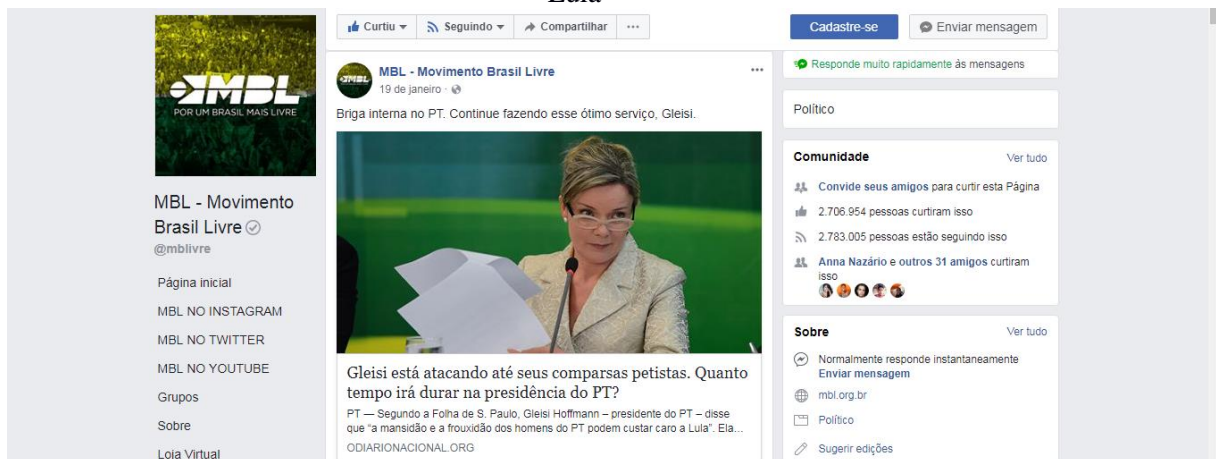 Lula
Curtiu
Seguindo
Compartilhar
Cadastre-se
Enviar mensagem
MBL
POR UM BRASIL MAIS LIVRE
MBL - Movimento
Brasil Livre
@mblivre
Página inicial
MBL NO INSTAGRAM
MBL NO TWITTER
MBL NO YOUTUBE
Grupos
Sobre
Loja Virtual
MBL
MBL - Movimento Brasil Livre
19 de janeiro ·
Briga interna no PT. Continue fazendo esse ótimo serviço, Gleisi.
Gleisi está atacando até seus comparsas petistas. Quanto
tempo irá durar na presidência do PT?
PT — Segundo a Folha de S. Paulo, Gleisi Hoffmann – presidente do PT – disse
que “a mansidão e a frouxidão dos homens do PT podem custar caro a Lula”. Ela...
ODIARIONACIONAL.ORG
Responde muito rapidamente às mensagens
Político
Comunidade
Ver tudo
Convide seus amigos para curtir esta Página
2.706.954 pessoas curtiram isso
2.783.005 pessoas estão seguindo isso
Anna Nazário e outros 31 amigos curtiram
isso
Sobre
Ver tudo
Normalmente responde instantaneamente
Enviar mensagem
mbl.org.br
Político
Sugerir edições